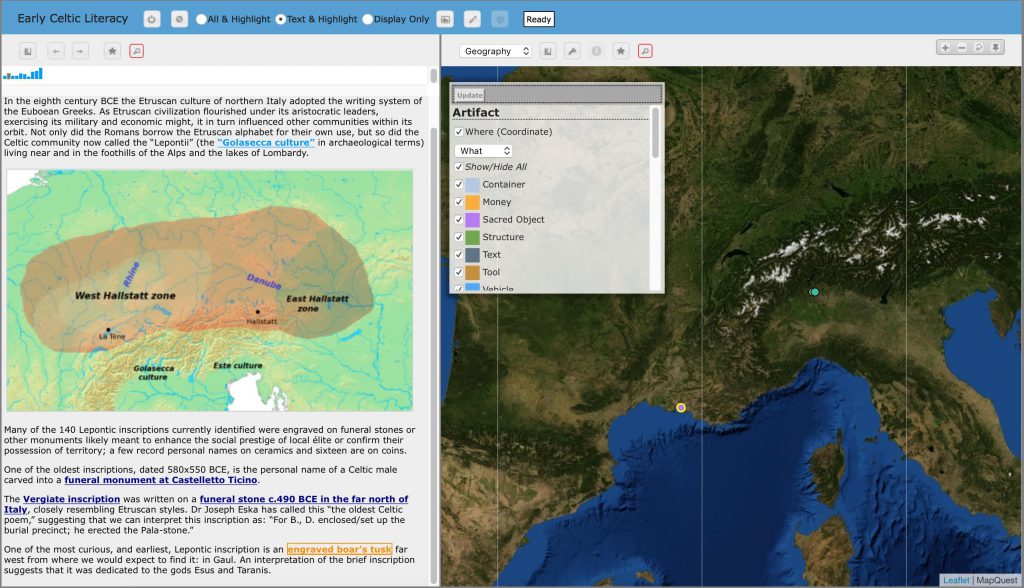 Early Celtic Literacy
All & Highlight
Text & Highlight
Display Only
Ready
Geography
In the eighth century BCE the Etruscan culture of northern Italy adopted the writing system of
the Euboean Greeks. As Etruscan civilization flourished under its aristocratic leaders,
exercising its military and economic might, it in turn influenced other communities within its
orbit. Not only did the Romans borrow the Etruscan alphabet for their own use, but so did the
Celtic community now called the “Lepontii” (the “Golasecca culture” in archaeological terms)
living near and in the foothills of the Alps and the lakes of Lombardy.
Rhine
Danube
West Hallstatt zone
East Hallstatt
zone
La Tène
Hallstatt
Golasecca
culture
Este culture
Many of the 140 Lepontic inscriptions currently identified were engraved on funeral stones or
other monuments likely meant to enhance the social prestige of local élite or confirm their
possession of territory; a few record personal names on ceramics and sixteen are on coins.
One of the oldest inscriptions, dated 580x550 BCE, is the personal name of a Celtic male
carved into a funeral monument at Castelletto Ticino.
The Vergiate inscription was written on a funeral stone c.490 BCE in the far north of
Italy, closely resembling Etruscan styles. Dr Joseph Eska has called this “the oldest Celtic
poem,” suggesting that we can interpret this inscription as: “For B., D. enclosed/set up the
burial precinct; he erected the Pala-stone.”
One of the most curious, and earliest, Lepontic inscription is an engraved boar's tusk far
west from where we would expect to find it: in Gaul. An interpretation of the brief inscription
suggests that it was dedicated to the gods Esus and Taranis.
Update
Artifact
Where (Coordinate)
What
Show/Hide All
Container
Money
Sacred Object
Structure
Text
Tool
Vehicle
Leaflet | MapQuest